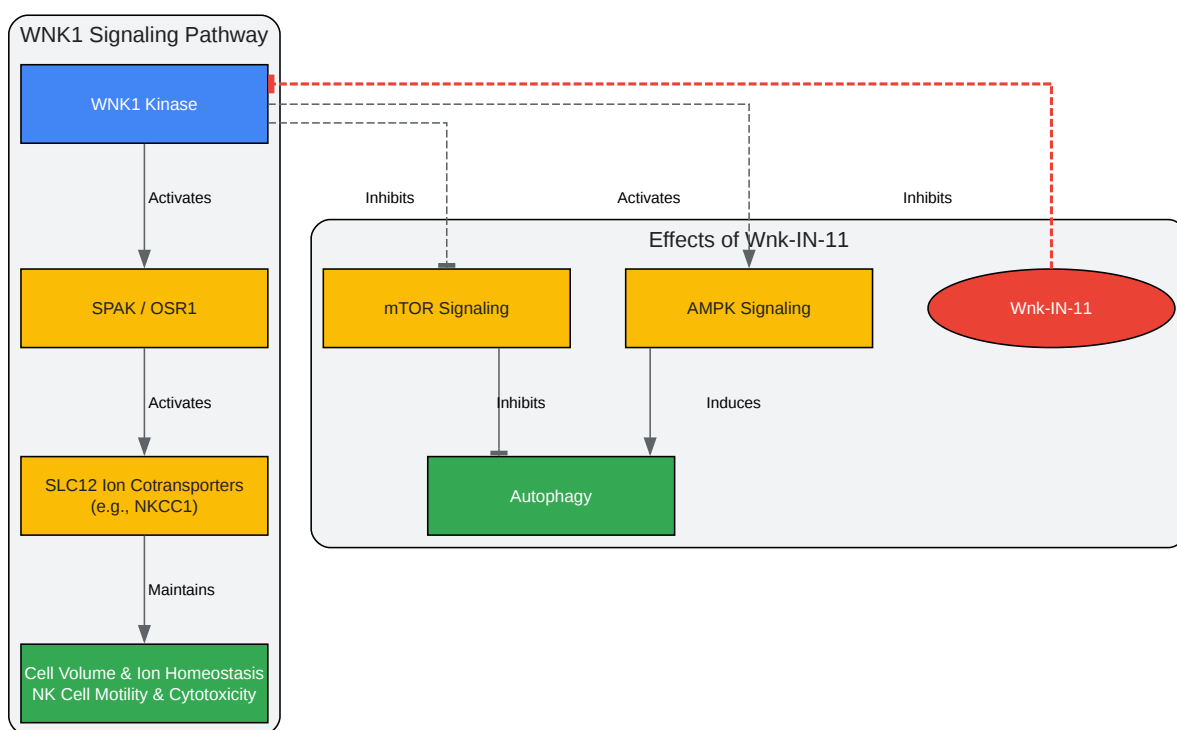 WNK1 Signaling Pathway
WNK1 Kinase
Activates
SPAK / OSR1
Activates
SLC12 Ion Cotransporters
(e.g., NKCC1)
Maintains
Cell Volume & Ion Homeostasis
NK Cell Motility & Cytotoxicity
Inhibits
Activates
Inhibits
Effects of Wnk-IN-11
mTOR Signaling
AMPK Signaling
Wnk-IN-11
Inhibits
Induces
Autophagy